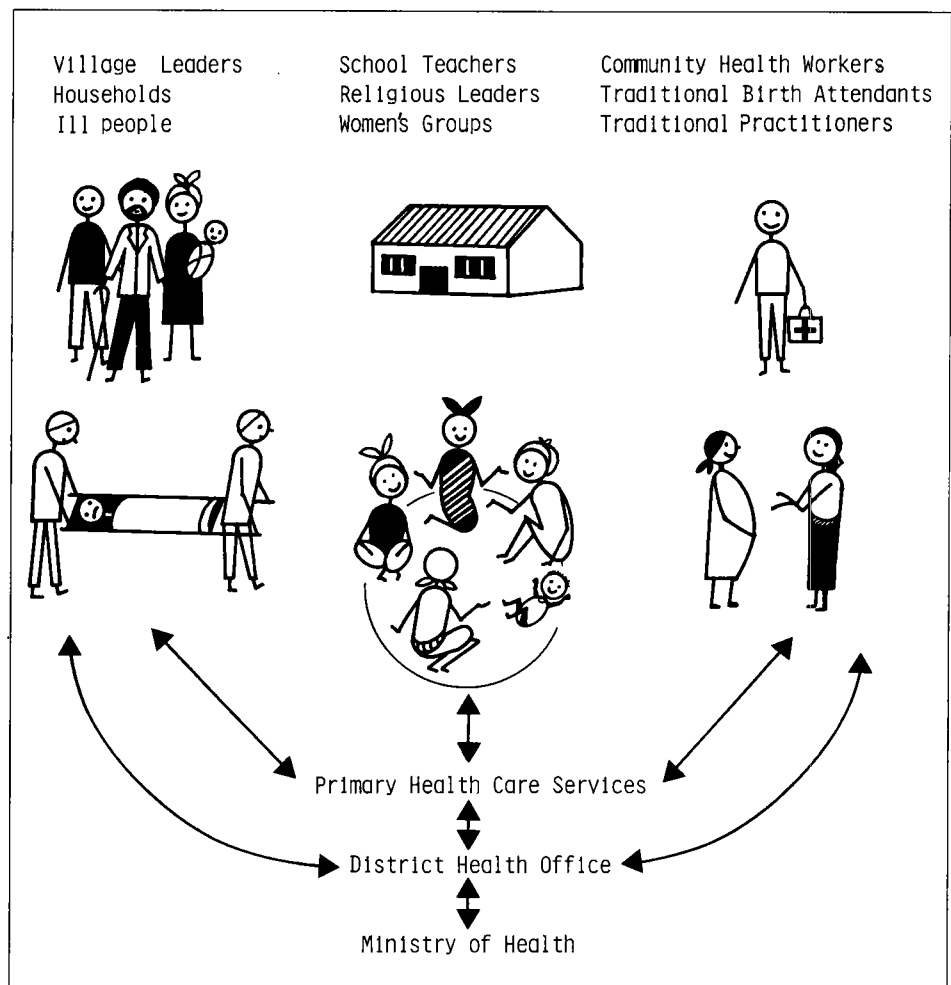 Village Leaders
Households
Ill people
School Teachers
Religious Leaders
Women's Groups
Community Health Workers
Traditional Birth Attendants
Traditional Practitioners
Primary Health Care Services
District Health Office
Ministry of Health